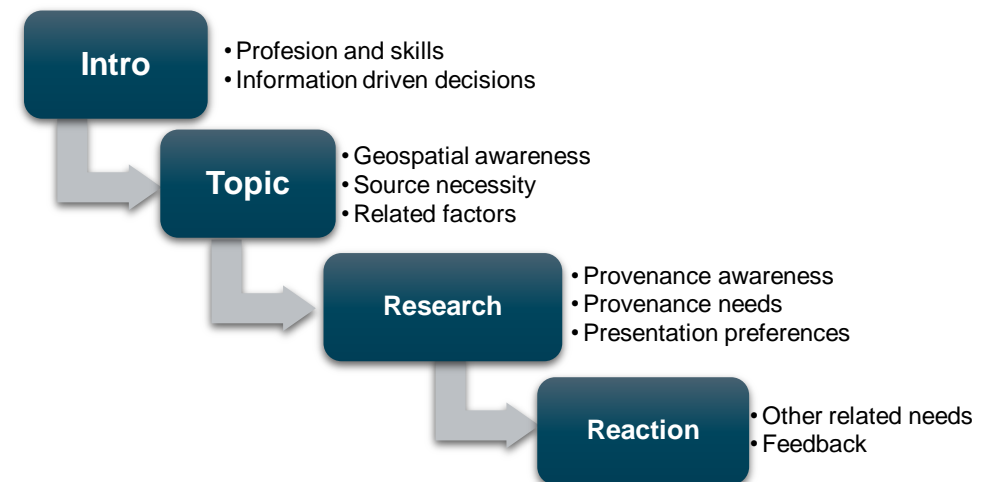 Intro
• Profesion and skills
• Information driven decisions
Topic
• Geospatial awareness
• Source necessity
• Related factors
Research
• Provenance awareness
• Provenance needs
• Presentation preferences
Reaction
• Other related needs
• Feedback